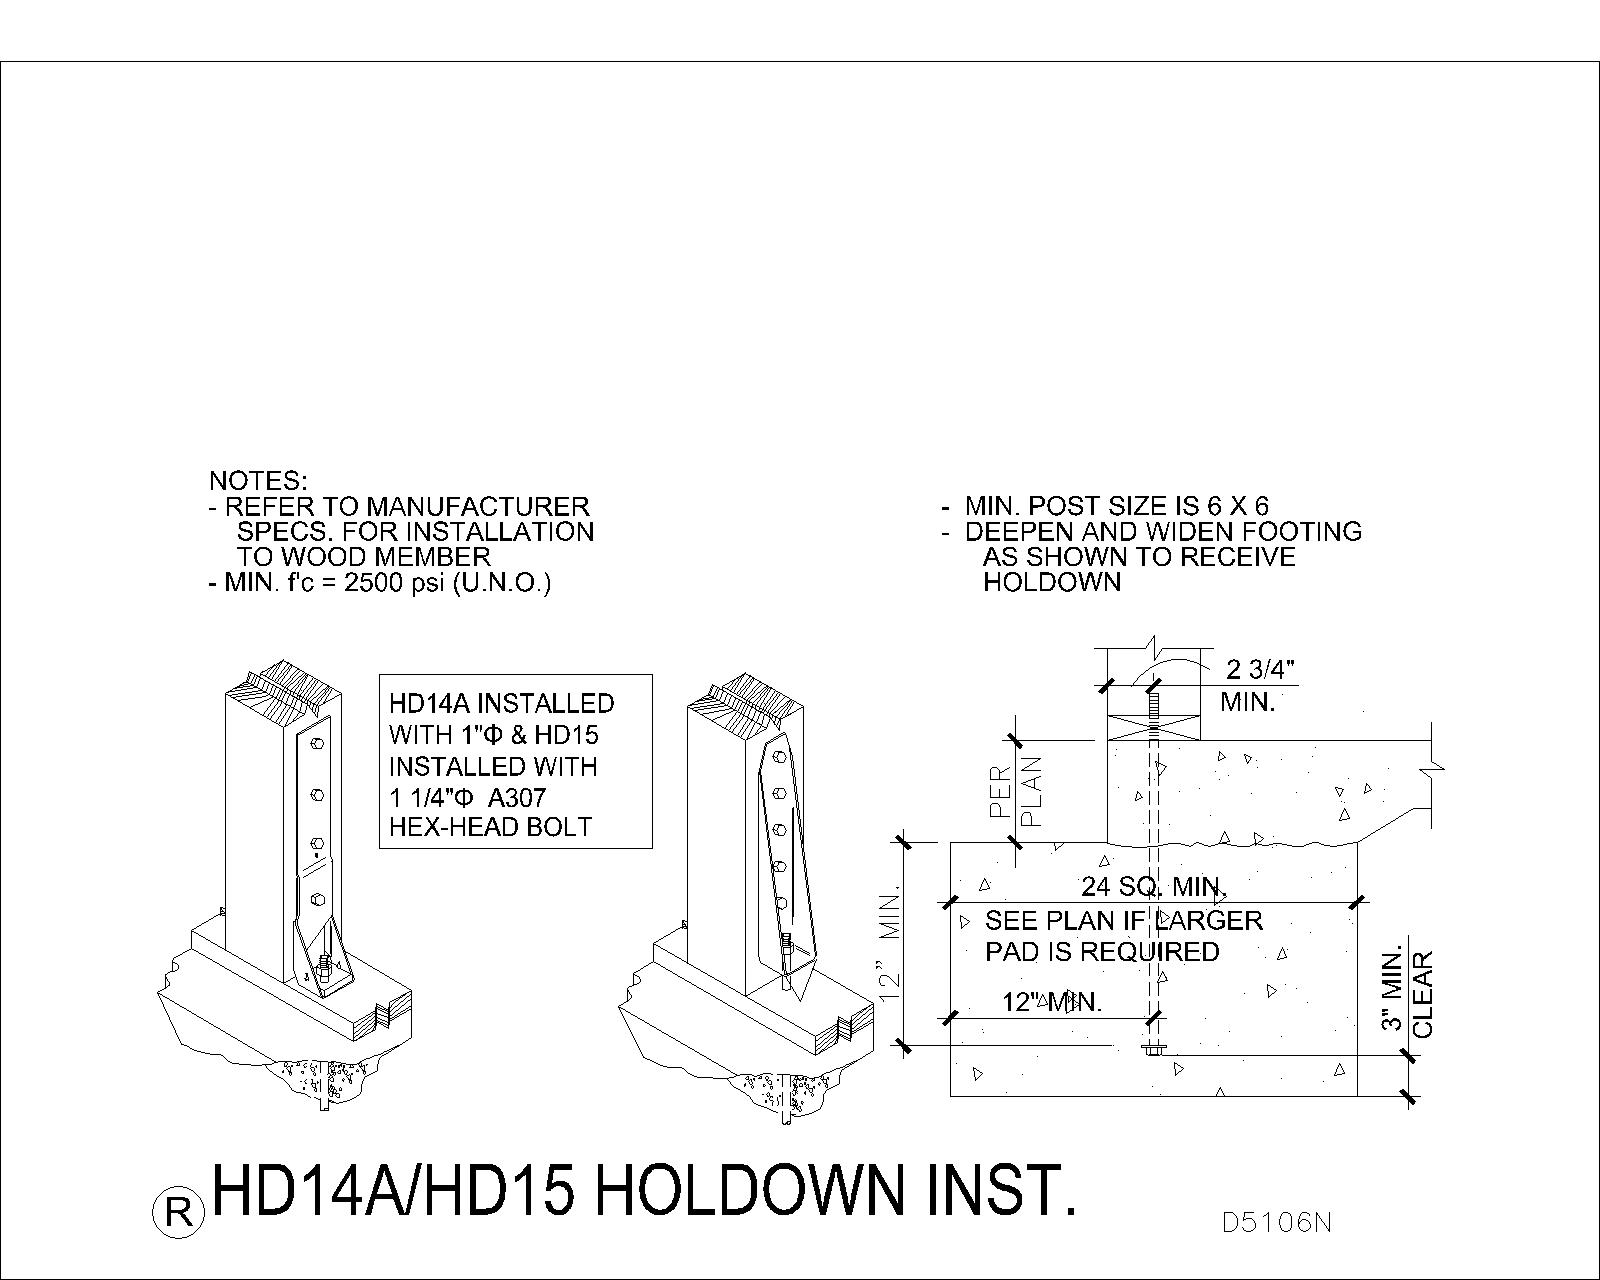 NOTES:
- REFER TO MANUFACTURER
SPECS. FOR INSTALLATION
TO WOOD MEMBER
- MIN. f'c = 2500 psi (U.N.O.)
- MIN. POST SIZE IS 6 X 6
- DEEPEN AND WIDEN FOOTING
AS SHOWN TO RECEIVE
HOLDOWN
HD14A INSTALLED
WITH 1"Φ & HD15
INSTALLED WITH
1 1/4"Φ A307
HEX-HEAD BOLT
2 3/4"
MIN.
PER
PLAN
12” MIN.
24 SQ. MIN.
SEE PLAN IF LARGER
PAD IS REQUIRED
12" MIN.
3" MIN.
CLEAR
R HD14A/HD15 HOLDOWN INST.
D5106N